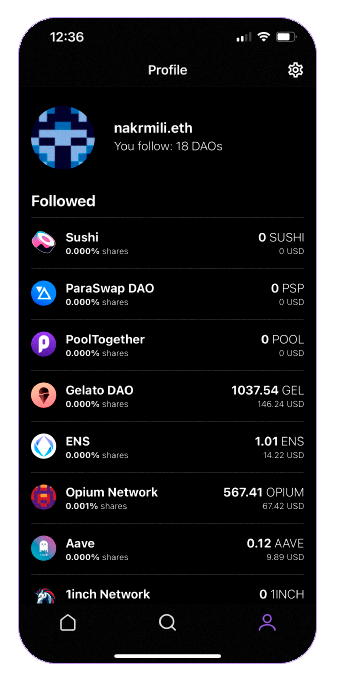 12:36
Profile
nakrmili.eth
You follow: 18 DAOs
Followed
Sushi 0 SUSHI
0.000% shares 0 USD
ParaSwap DAO 0 PSP
0.000% shares 0 USD
PoolTogether 0 POOL
0.000% shares 0 USD
Gelato DAO 1037.54 GEL
0.000% shares 146.24 USD
ENS 1.01 ENS
0.000% shares 14.22 USD
Opium Network 567.41 OPIUM
0.001% shares 67.42 USD
Aave 0.12 AAVE
0.000% shares 9.89 USD
1inch Network 0 1INCH